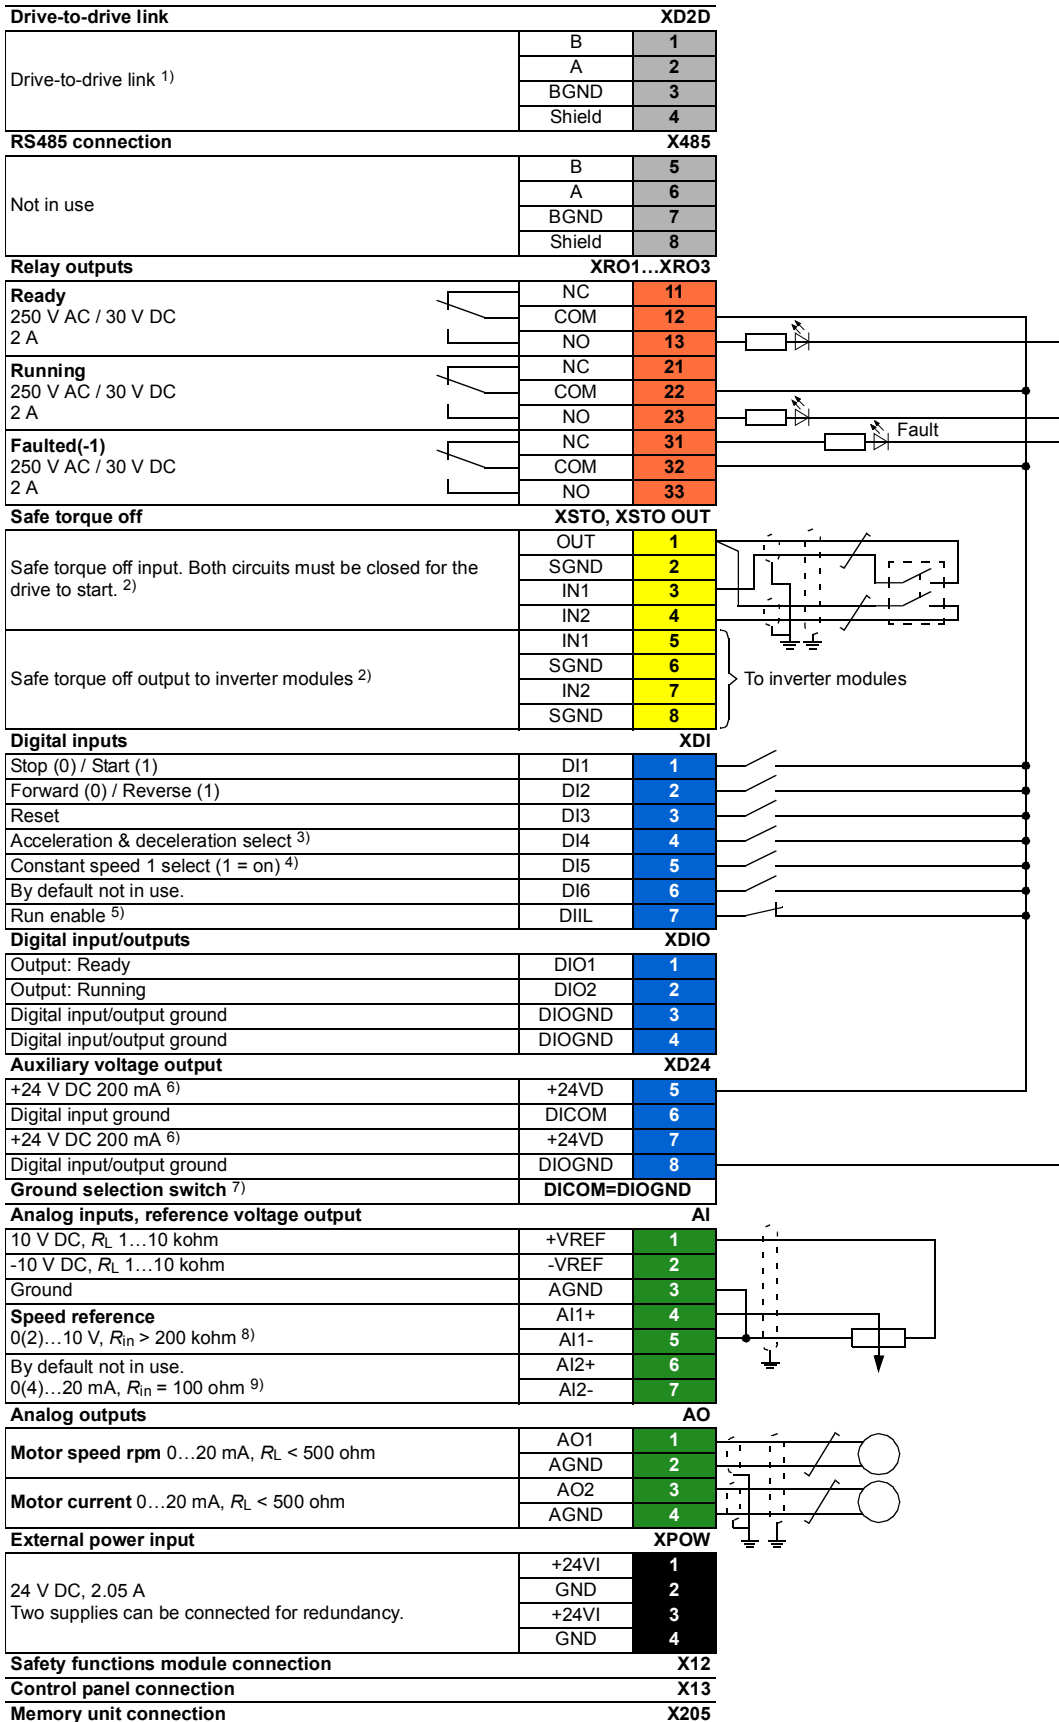 Drive-to-drive link XD2D
Drive-to-drive link 1)
B 1
A 2
BGND 3
Shield 4
RS485 connection X485
Not in use
B 5
A 6
BGND 7
Shield 8
Relay outputs XRO1…XRO3
Ready
250 V AC / 30 V DC
2 A
NC 11
COM 12
NO 13
Running
250 V AC / 30 V DC
2 A
NC 21
COM 22
NO 23
Faulted(-1)
250 V AC / 30 V DC
2 A
NC 31
COM 32
NO 33
Fault
Safe torque off XSTO, XSTO OUT
Safe torque off input. Both circuits must be closed for the
drive to start. 2)
OUT 1
SGND 2
IN1 3
IN2 4
Safe torque off output to inverter modules 2)
IN1 5
SGND 6
IN2 7
SGND 8
To inverter modules
Digital inputs XDI
Stop (0) / Start (1) DI1 1
Forward (0) / Reverse (1) DI2 2
Reset DI3 3
Acceleration & deceleration select 3) DI4 4
Constant speed 1 select (1 = on) 4) DI5 5
By default not in use. DI6 6
Run enable 5) DIIL 7
Digital input/outputs XDIO
Output: Ready DIO1 1
Output: Running DIO2 2
Digital input/output ground DIOGND 3
Digital input/output ground DIOGND 4
Auxiliary voltage output XD24
+24 V DC 200 mA 6) +24VD 5
Digital input ground DICOM 6
+24 V DC 200 mA 6) +24VD 7
Digital input/output ground DIOGND 8
Ground selection switch 7) DICOM=DIOGND
Analog inputs, reference voltage output AI
10 V DC, RL 1…10 kohm +VREF 1
-10 V DC, RL 1…10 kohm -VREF 2
Ground AGND 3
Speed reference
0(2)…10 V, Rin > 200 kohm 8)
AI1+ 4
AI1- 5
By default not in use.
0(4)…20 mA, Rin = 100 ohm 9)
AI2+ 6
AI2- 7
Analog outputs AO
Motor speed rpm 0…20 mA, RL < 500 ohm
AO1 1
AGND 2
Motor current 0…20 mA, RL < 500 ohm
AO2 3
AGND 4
External power input XPOW
24 V DC, 2.05 A
Two supplies can be connected for redundancy.
+24VI 1
GND 2
+24VI 3
GND 4
Safety functions module connection X12
Control panel connection X13
Memory unit connection X205